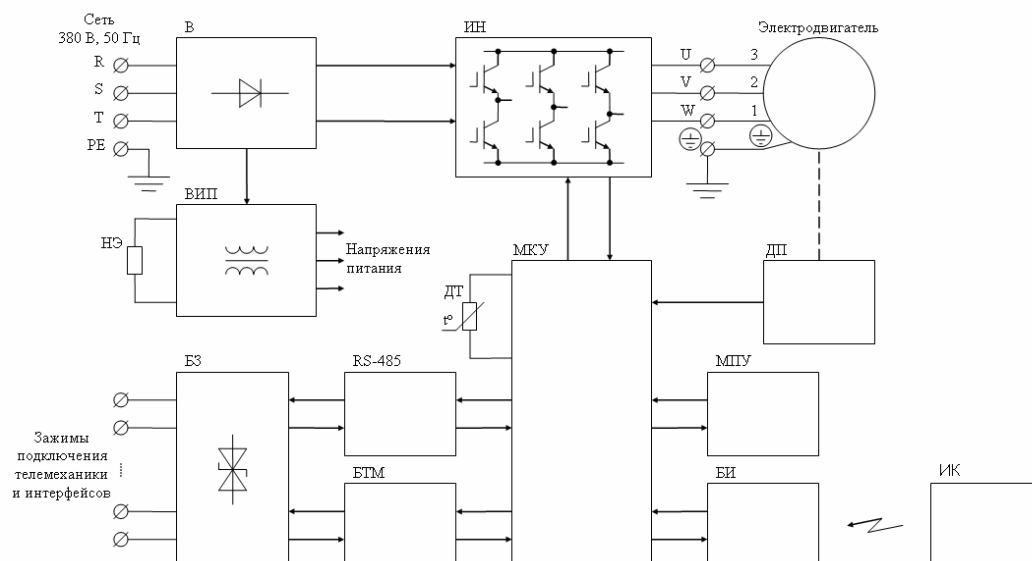 Сеть
380 В, 50 Гц
В
ИН
Электродвигатель
R
S
T
PE
U
V
W
3
2
1
ВИП
НЭ
Напряжения
питания
МКУ
ДП
ДТ
t°
БЗ
RS-485
МПУ
Зажимы
подключения
телемеханики
и интерфейсов
БТМ
БИ
ИК